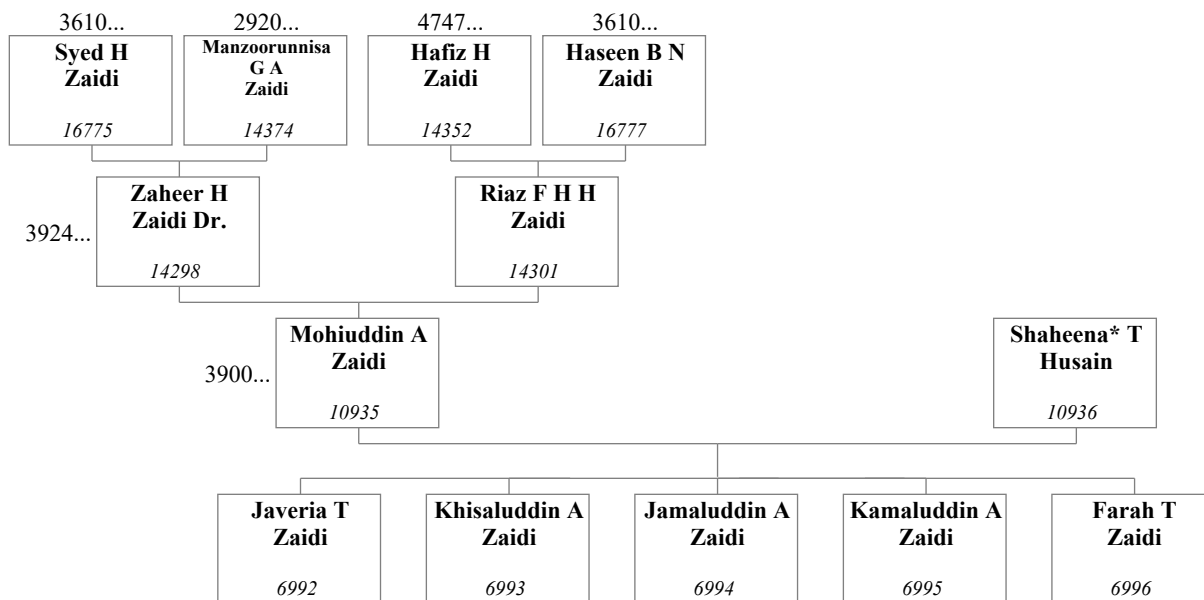 3610...
2920...
4747...
3610...
Syed H
Zaidi
16775
Manzoorunnisa
G A
Zaidi
14374
Hafiz H
Zaidi
14352
Haseen B N
Zaidi
16777
3924...
Zaheer H
Zaidi Dr.
14298
Riaz F H H
Zaidi
14301
3900...
Mohiuddin A
Zaidi
10935
Shaheena* T
Husain
10936
Javeria T
Zaidi
6992
Khisaluddin A
Zaidi
6993
Jamaluddin A
Zaidi
6994
Kamaluddin A
Zaidi
6995
Farah T
Zaidi
6996